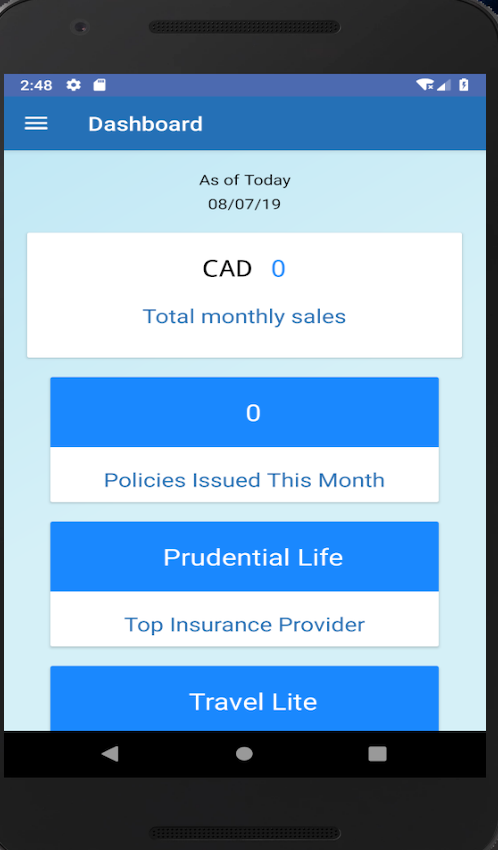 2:48
Dashboard
As of Today
08/07/19
CAD 0
Total monthly sales
0
Policies Issued This Month
Prudential Life
Top Insurance Provider
Travel Lite